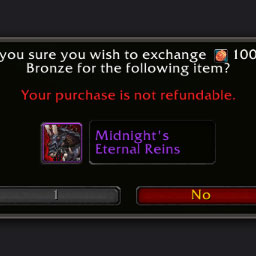 you sure you wish to exchange 100
Bronze for the following item?
Your purchase is not refundable.
Midnight's
Eternal Reins
1
No